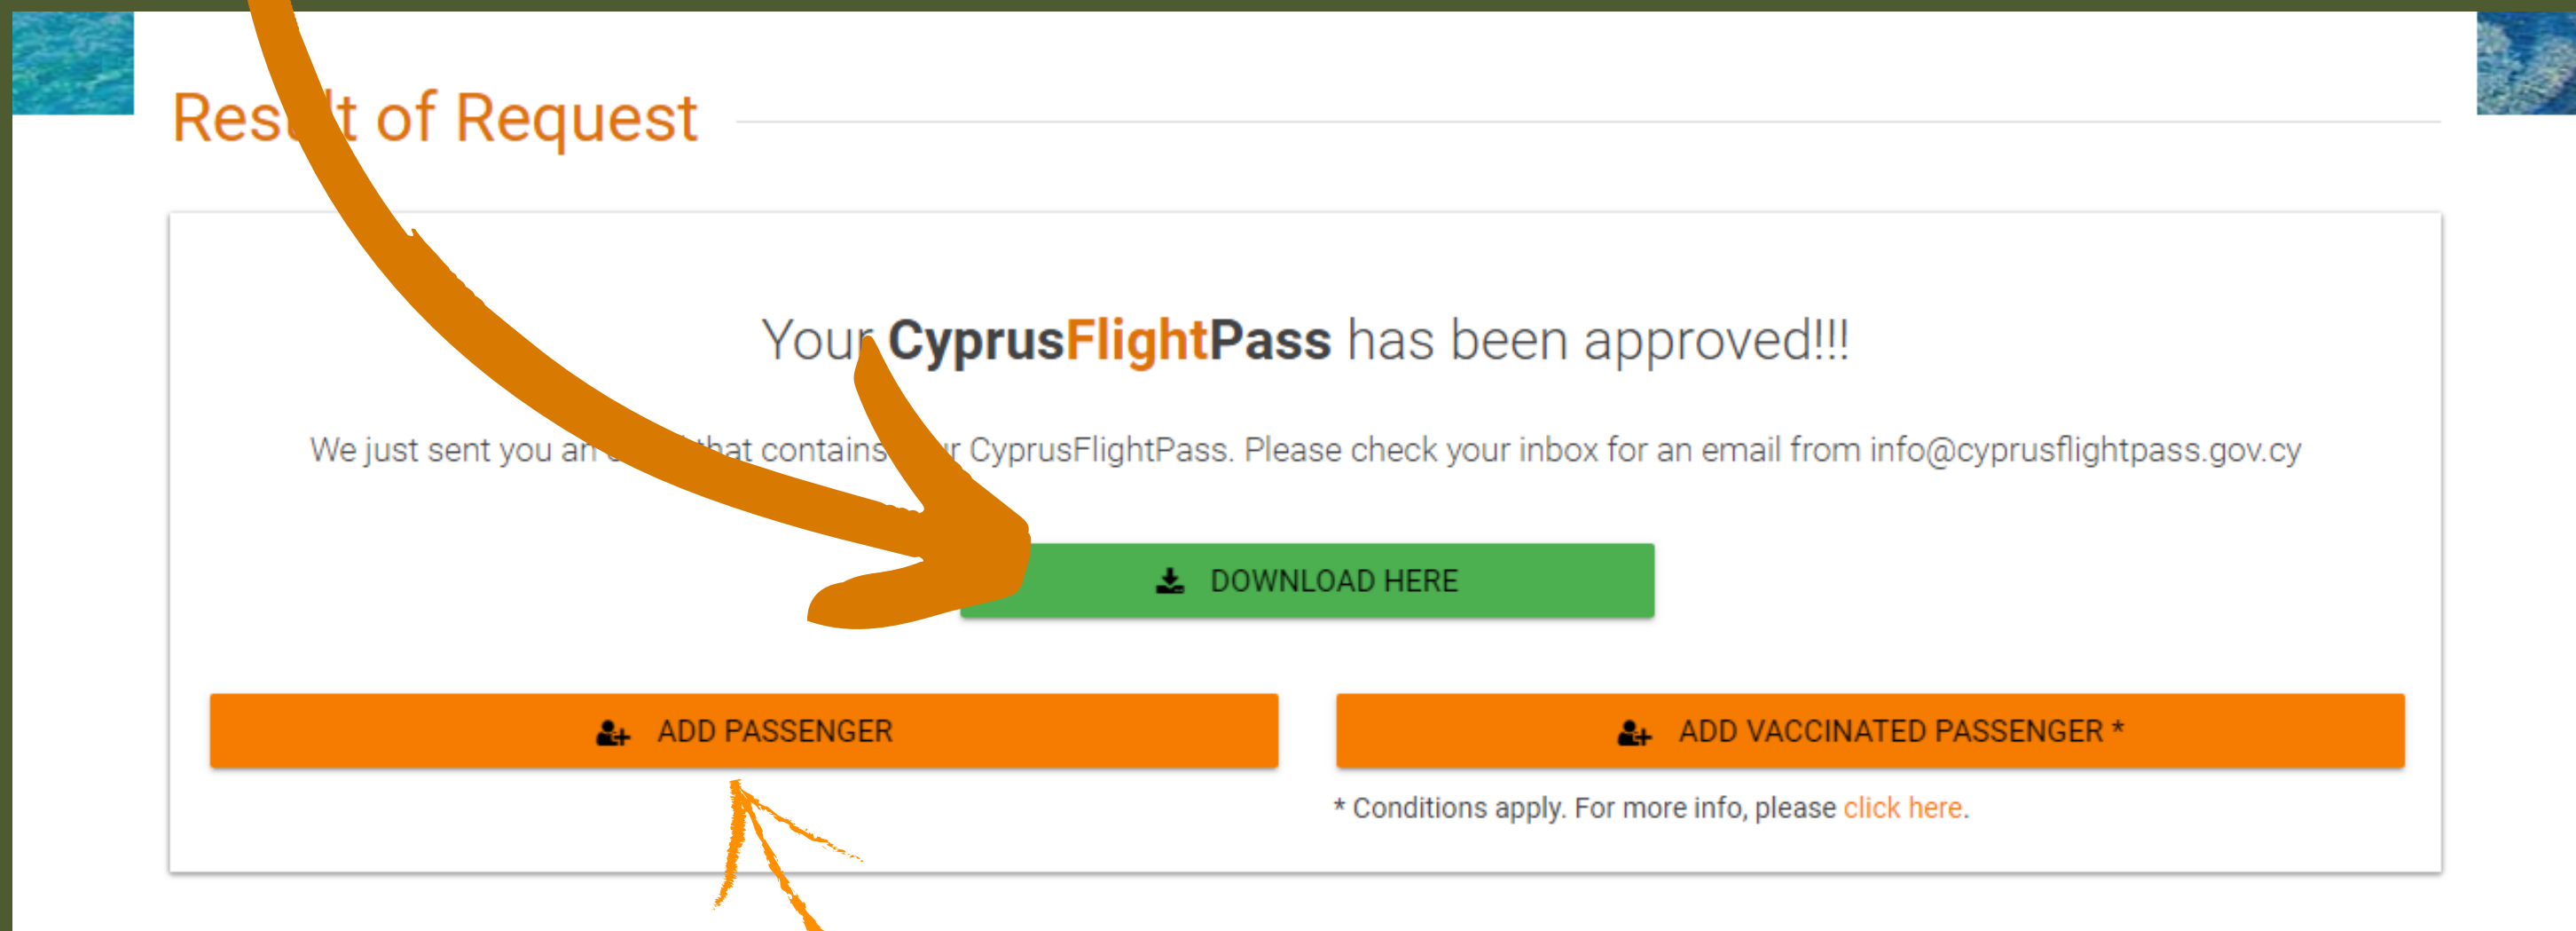 Result of Request
Your CyprusFlightPass has been approved!!!
We just sent you an that contains CyprusFlightPass. Please check your inbox for an email from info@cyprusflightpass.gov.cy
DOWNLOAD HERE
ADD PASSENGER
ADD VACCINATED PASSENGER *
* Conditions apply. For more info, please click here.